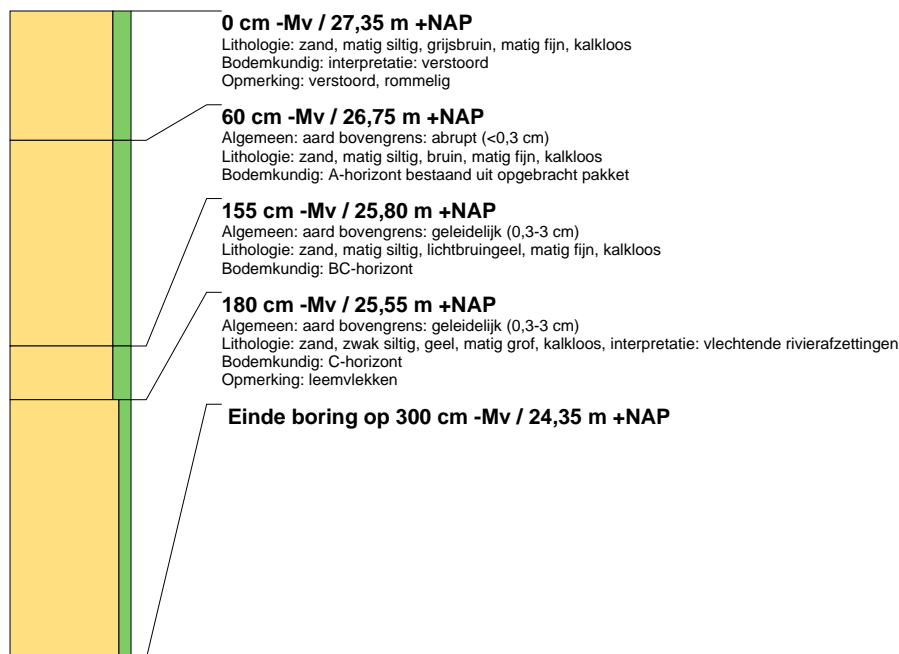 0 cm -Mv / 27,35 m +NAP
Lithologie: zand, matig siltig, grijsbruin, matig fijn, kalkloos
Bodemkundig: interpretatie: verstoord
Opmerking: verstoord, rommelig
60 cm -Mv / 26,75 m +NAP
Algemeen: aard bovengrens: abrupt (<0,3 cm)
Lithologie: zand, matig siltig, bruin, matig fijn, kalkloos
Bodemkundig: A-horizont bestaand uit opgebracht pakket
155 cm -Mv / 25,80 m +NAP
Algemeen: aard bovengrens: geleidelijk (0,3-3 cm)
Lithologie: zand, matig siltig, lichtbruingeel, matig fijn, kalkloos
Bodemkundig: BC-horizont
180 cm -Mv / 25,55 m +NAP
Algemeen: aard bovengrens: geleidelijk (0,3-3 cm)
Lithologie: zand, zwak siltig, geel, matig grof, kalkloos, interpretatie: vlechtende rivierafzettingen
Bodemkundig: C-horizont
Opmerking: leemvlekken
Einde boring op 300 cm -Mv / 24,35 m +NAP